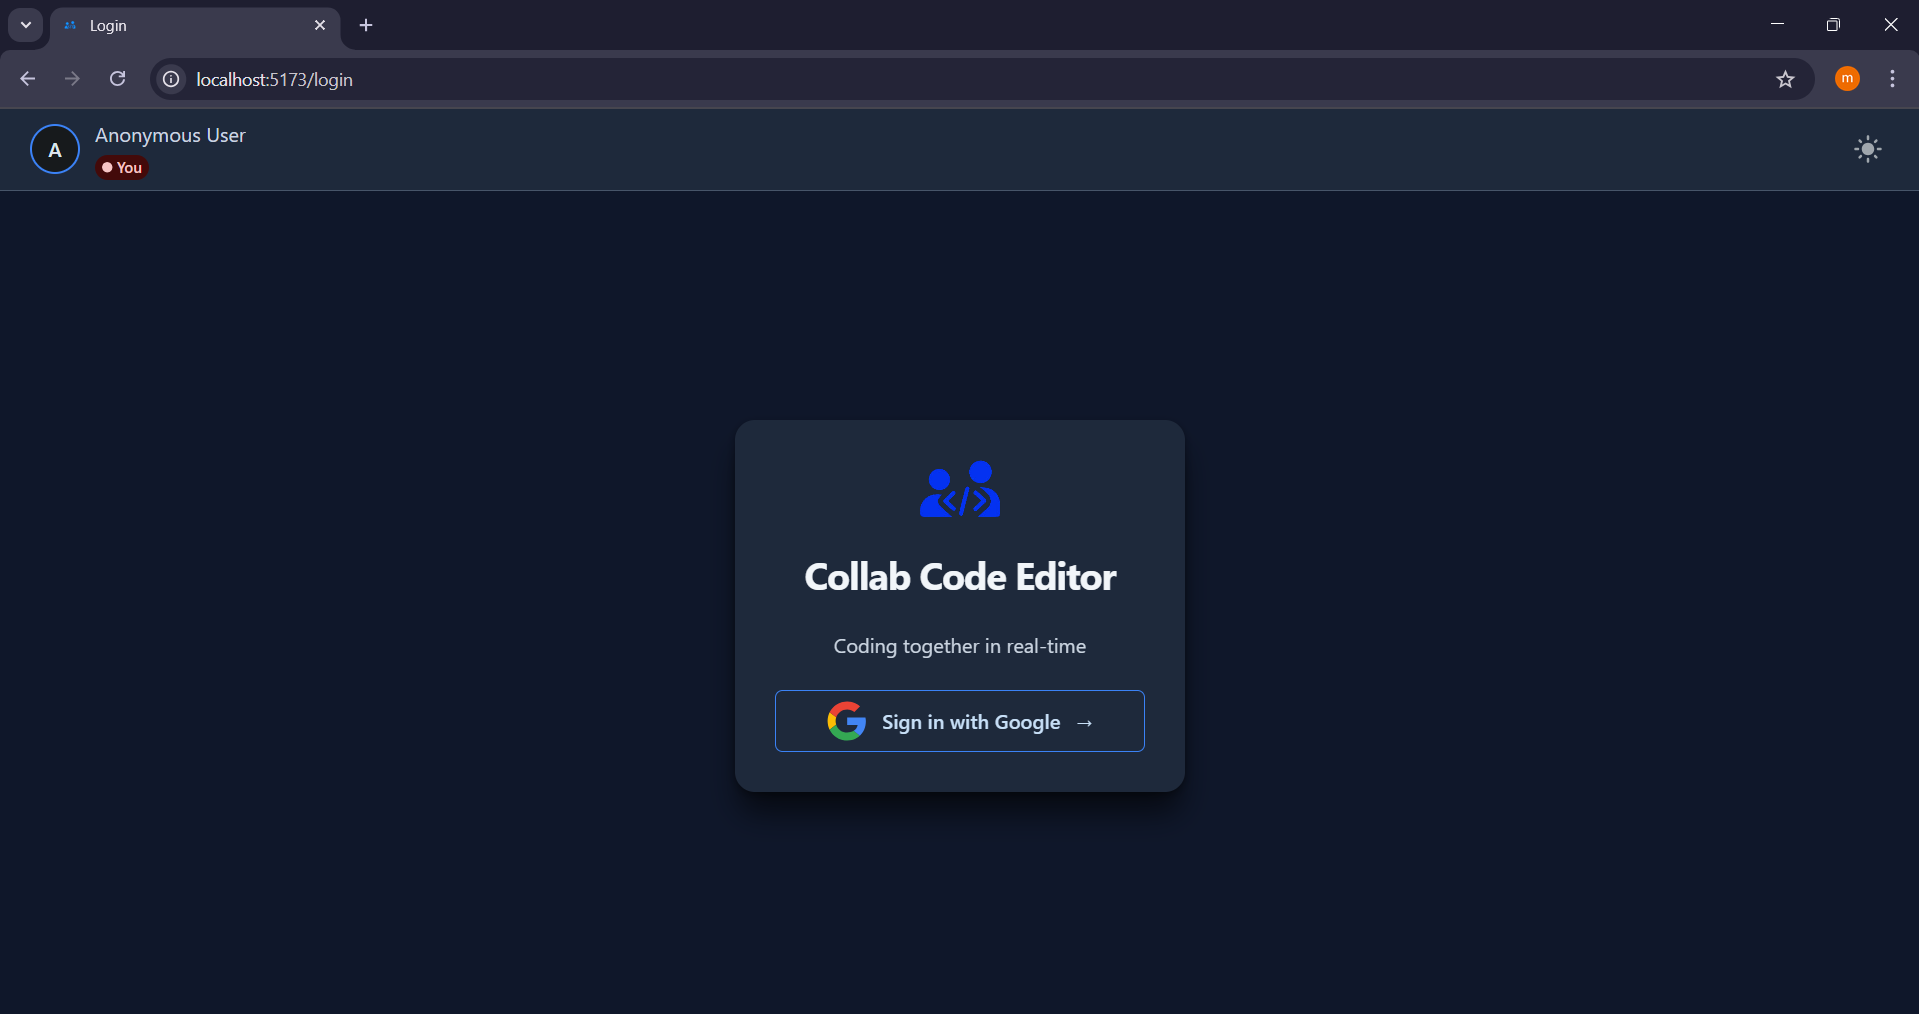 Login
localhost:5173/login
m
A
Anonymous User
You
</>
Collab Code Editor
Coding together in real-time
Sign in with Google →